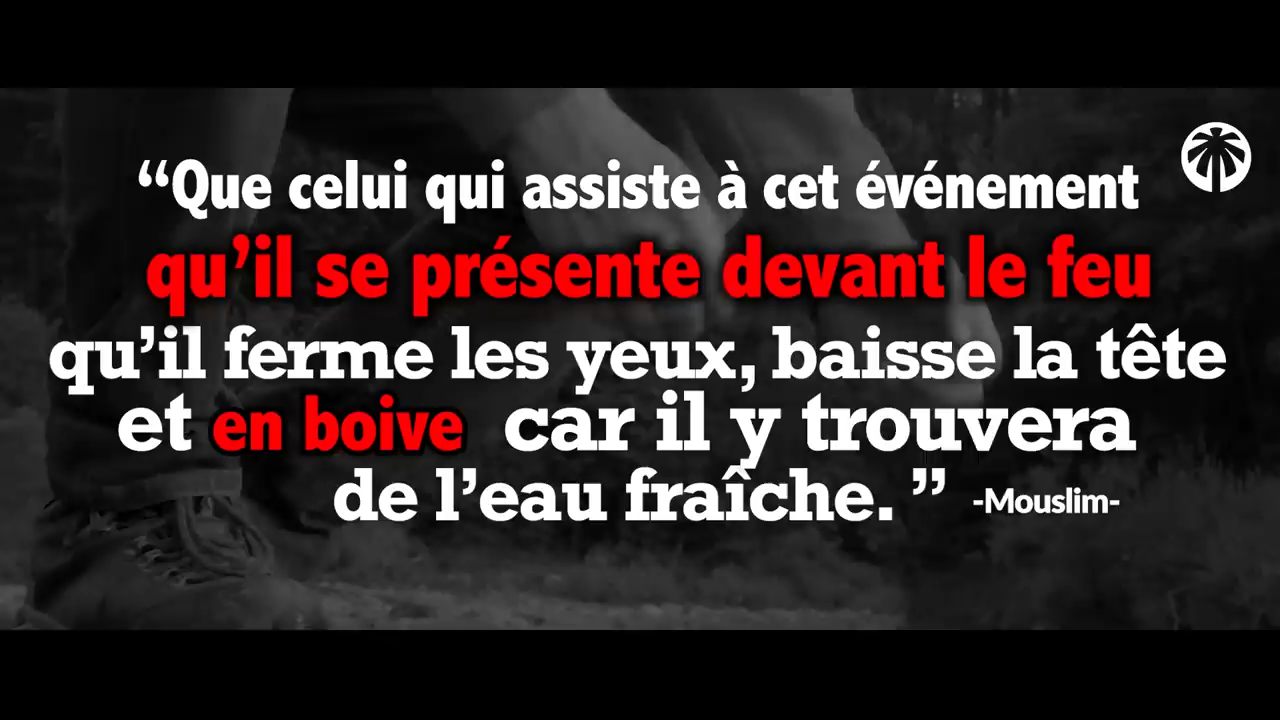 “Que celui qui assiste à cet événement
qu’il se présente devant le feu
qu’il ferme les yeux, baisse la tête
et en boive car il y trouvera
de l’eau fraîche.” -Mouslim-